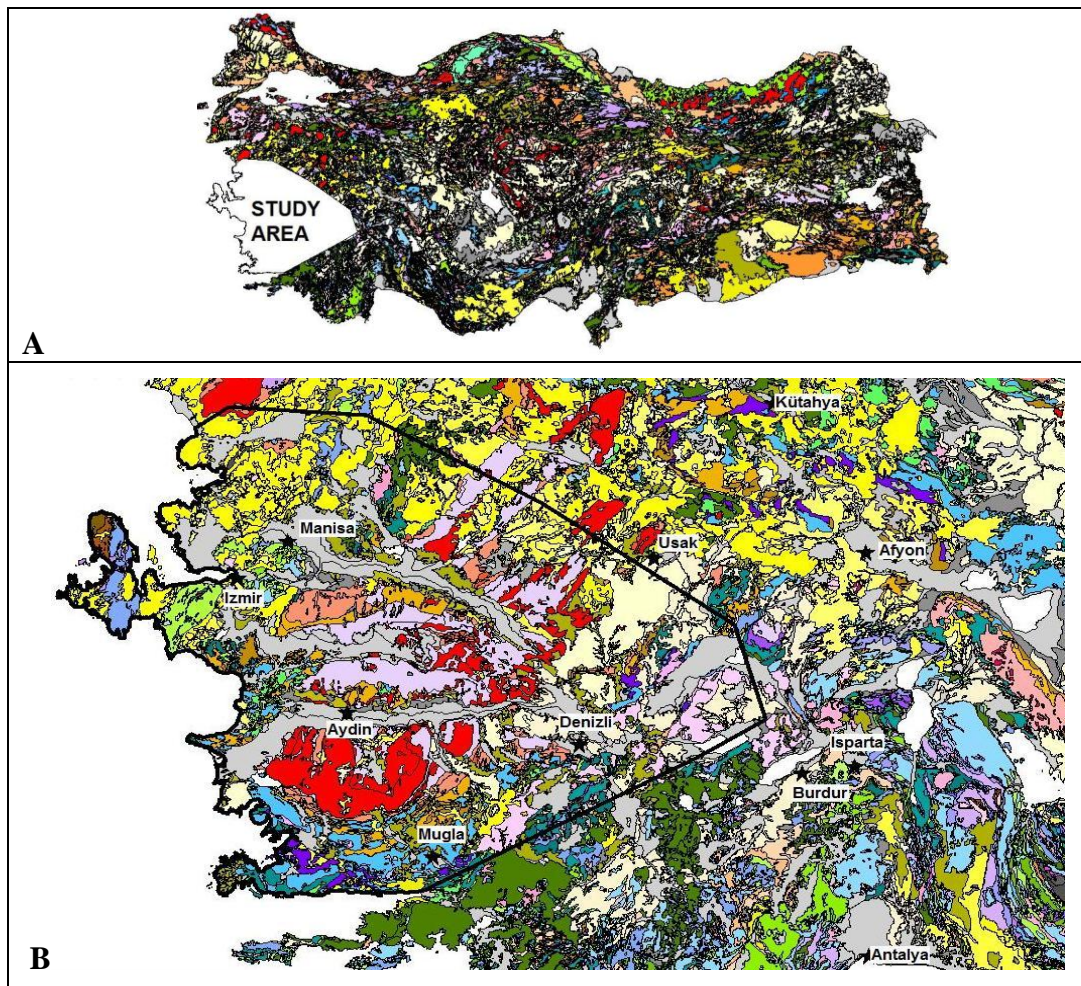 STUDY
AREA
A
Kütahya
Manisa
Usak
Afyon
Izmir
Aydin
Denizli
Isparta
Burdur
Mugla
Antalya
B